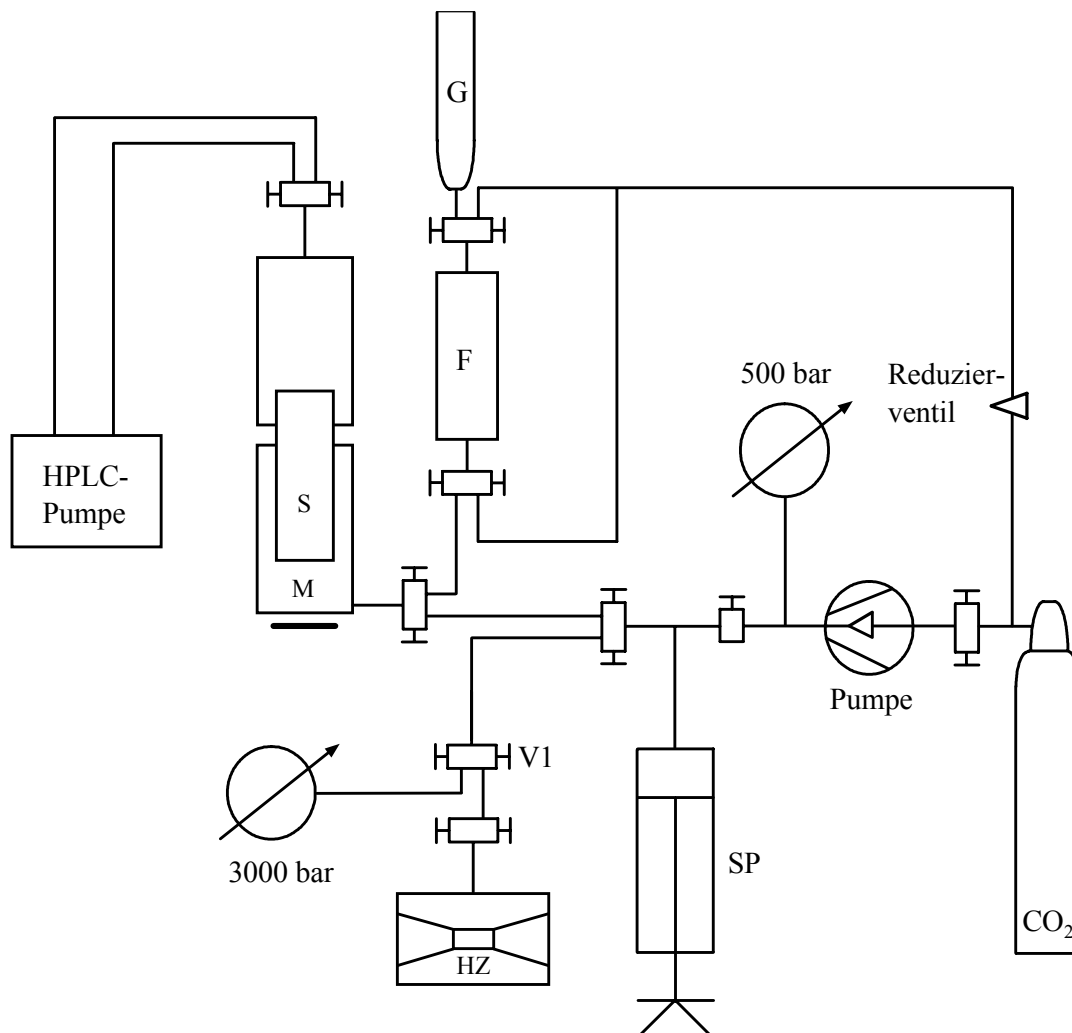 G
F
500 bar
Reduzier-
ventil
HPLC-
Pumpe
S
M
Pumpe
V1
3000 bar
SP
HZ
CO₂